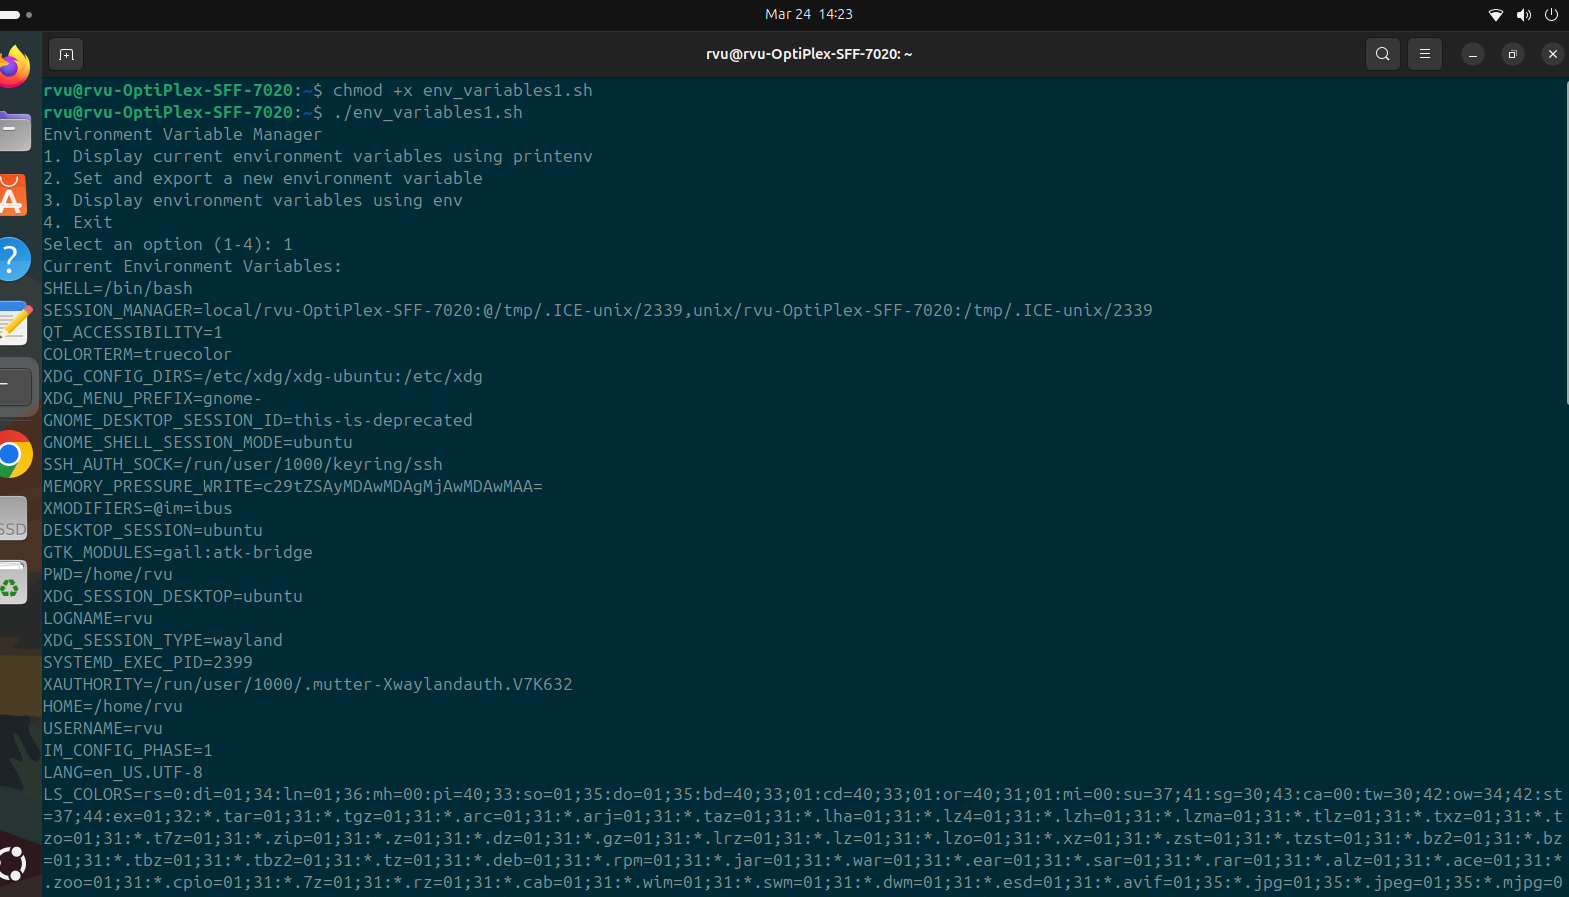 Mar 24 14:23
rvu@rvu-OptiPlex-SFF-7020: ~
rvu@rvu-OptiPlex-SFF-7020:~$ chmod +x env_variables1.sh
rvu@rvu-OptiPlex-SFF-7020:~$ ./env_variables1.sh
Environment Variable Manager
1. Display current environment variables using printenv
2. Set and export a new environment variable
3. Display environment variables using env
4. Exit
Select an option (1-4): 1
Current Environment Variables:
SHELL=/bin/bash
SESSION_MANAGER=local/rvu-OptiPlex-SFF-7020:@/tmp/.ICE-unix/2339,unix/rvu-OptiPlex-SFF-7020:/tmp/.ICE-unix/2339
QT_ACCESSIBILITY=1
COLORTERM=truecolor
XDG_CONFIG_DIRS=/etc/xdg/xdg-ubuntu:/etc/xdg
XDG_MENU_PREFIX=gnome-
GNOME_DESKTOP_SESSION_ID=this-is-deprecated
GNOME_SHELL_SESSION_MODE=ubuntu
SSH_AUTH_SOCK=/run/user/1000/keyring/ssh
MEMORY_PRESSURE_WRITE=c29tZSAyMDAwMDAgMjAwMDAwMAA=
XMODIFIERS=@im=ibus
DESKTOP_SESSION=ubuntu
GTK_MODULES=gail:atk-bridge
PWD=/home/rvu
XDG_SESSION_DESKTOP=ubuntu
LOGNAME=rvu
XDG_SESSION_TYPE=wayland
SYSTEMD_EXEC_PID=2399
XAUTHORITY=/run/user/1000/.mutter-Xwaylandauth.V7K632
HOME=/home/rvu
USERNAME=rvu
IM_CONFIG_PHASE=1
LANG=en_US.UTF-8
LS_COLORS=rs=0:di=01;34:ln=01;36:mh=00:pi=40;33:so=01;35:do=01;35:bd=40;33;01:cd=40;33;01:or=40;31;01:mi=00:su=37;41:sg=30;43:ca=00:tw=30;42:ow=34;42:st
=37;44:ex=01;32:*.tar=01;31:*.tgz=01;31:*.arc=01;31:*.arj=01;31:*.taz=01;31:*.lha=01;31:*.lz4=01;31:*.lzh=01;31:*.lzma=01;31:*.tlz=01;31:*.txz=01;31:*.t
zo=01;31:*.t7z=01;31:*.zip=01;31:*.z=01;31:*.dz=01;31:*.gz=01;31:*.lrz=01;31:*.lz=01;31:*.lzo=01;31:*.xz=01;31:*.zst=01;31:*.tzst=01;31:*.bz2=01;31:*.bz
=01;31:*.tbz=01;31:*.tbz2=01;31:*.tz=01;31:*.deb=01;31:*.rpm=01;31:*.jar=01;31:*.war=01;31:*.ear=01;31:*.sar=01;31:*.rar=01;31:*.alz=01;31:*.ace=01;31:*
.zoo=01;31:*.cpio=01;31:*.7z=01;31:*.rz=01;31:*.cab=01;31:*.wim=01;31:*.swm=01;31:*.dwm=01;31:*.esd=01;31:*.avif=01;35:*.jpg=01;35:*.jpeg=01;35:*.mjpg=0
SSD